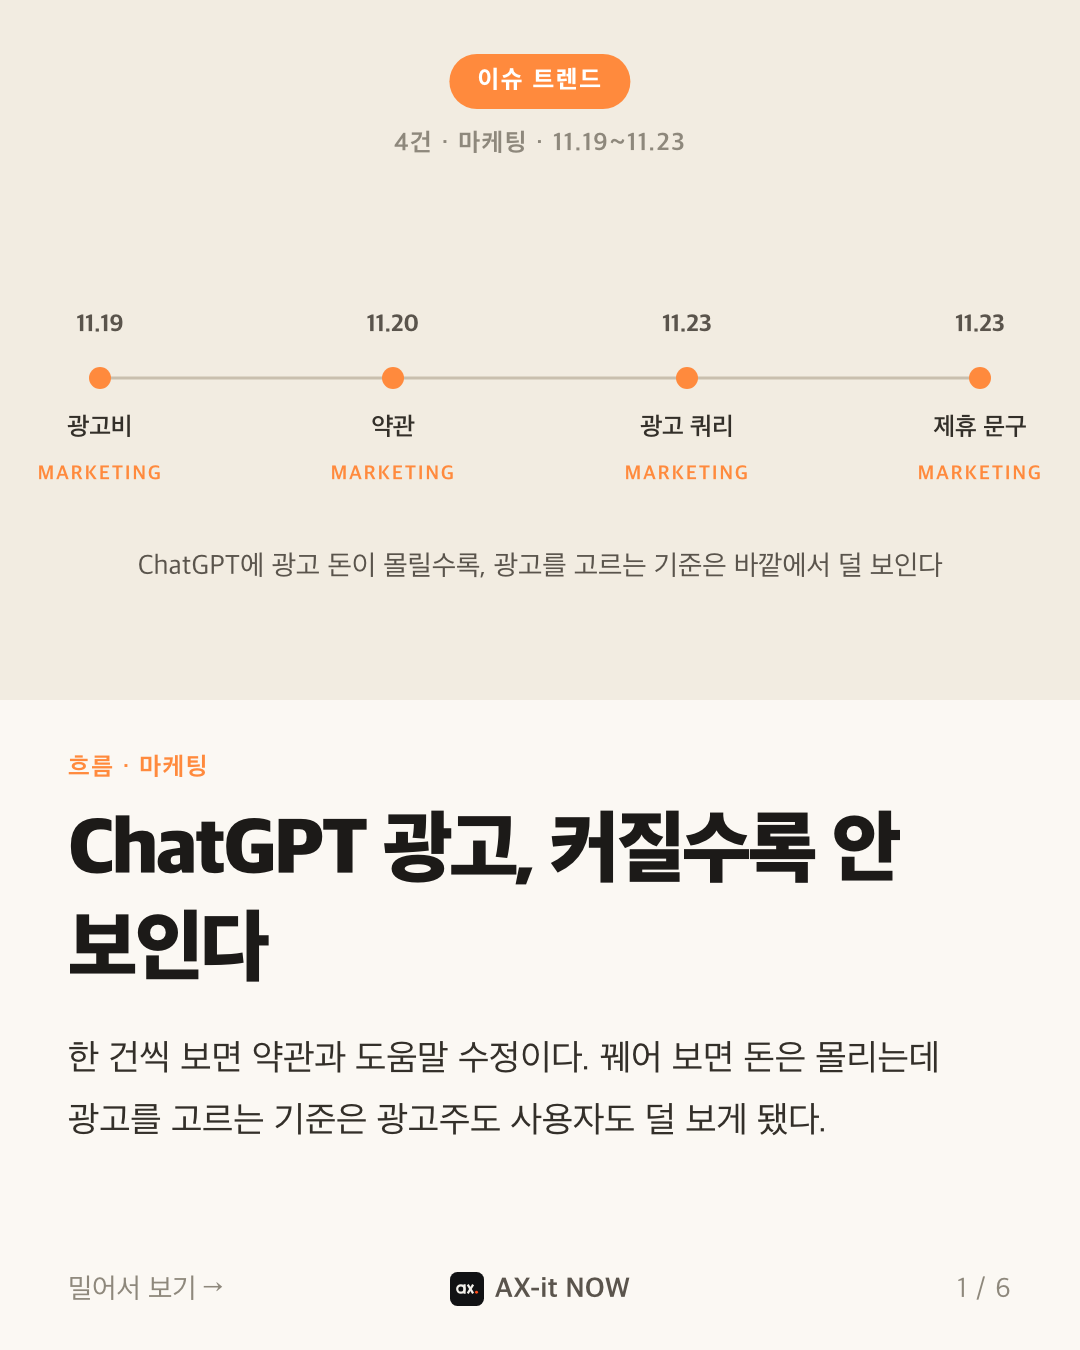 이슈 트렌드
4건 · 마케팅 · 11.19~11.23
11.19 11.20 11.23 11.23
광고비 약관 광고 쿼리 제휴 문구
MARKETING MARKETING MARKETING MARKETING
ChatGPT에 광고 돈이 몰릴수록, 광고를 고르는 기준은 바깥에서 덜 보인다
흐름 · 마케팅
ChatGPT 광고, 커질수록 안
보인다
한 건씩 보면 약관과 도움말 수정이다. 꿰어 보면 돈은 몰리는데
광고를 고르는 기준은 광고주도 사용자도 덜 보게 됐다.
밀어서 보기 → ax. AX-it NOW 1 / 6